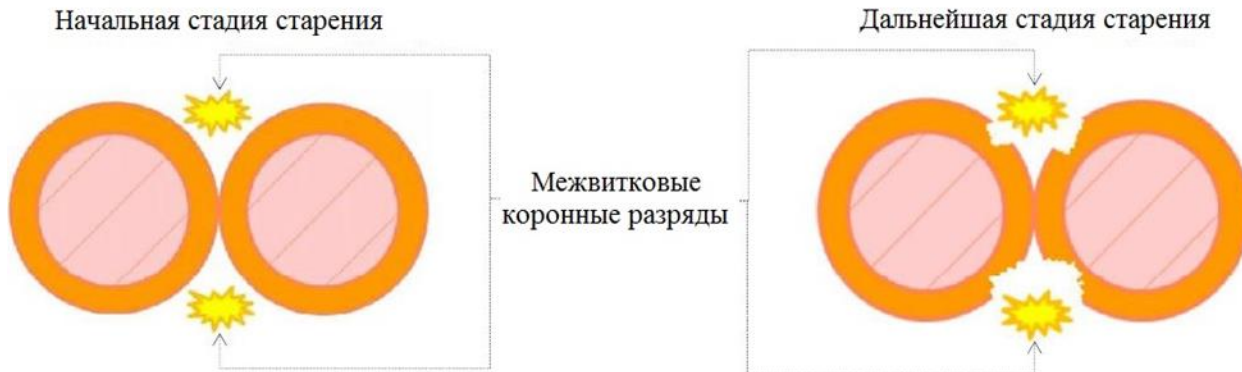 Начальная стадия старения
Дальнейшая стадия старения
Межвитковые
коронные разряды